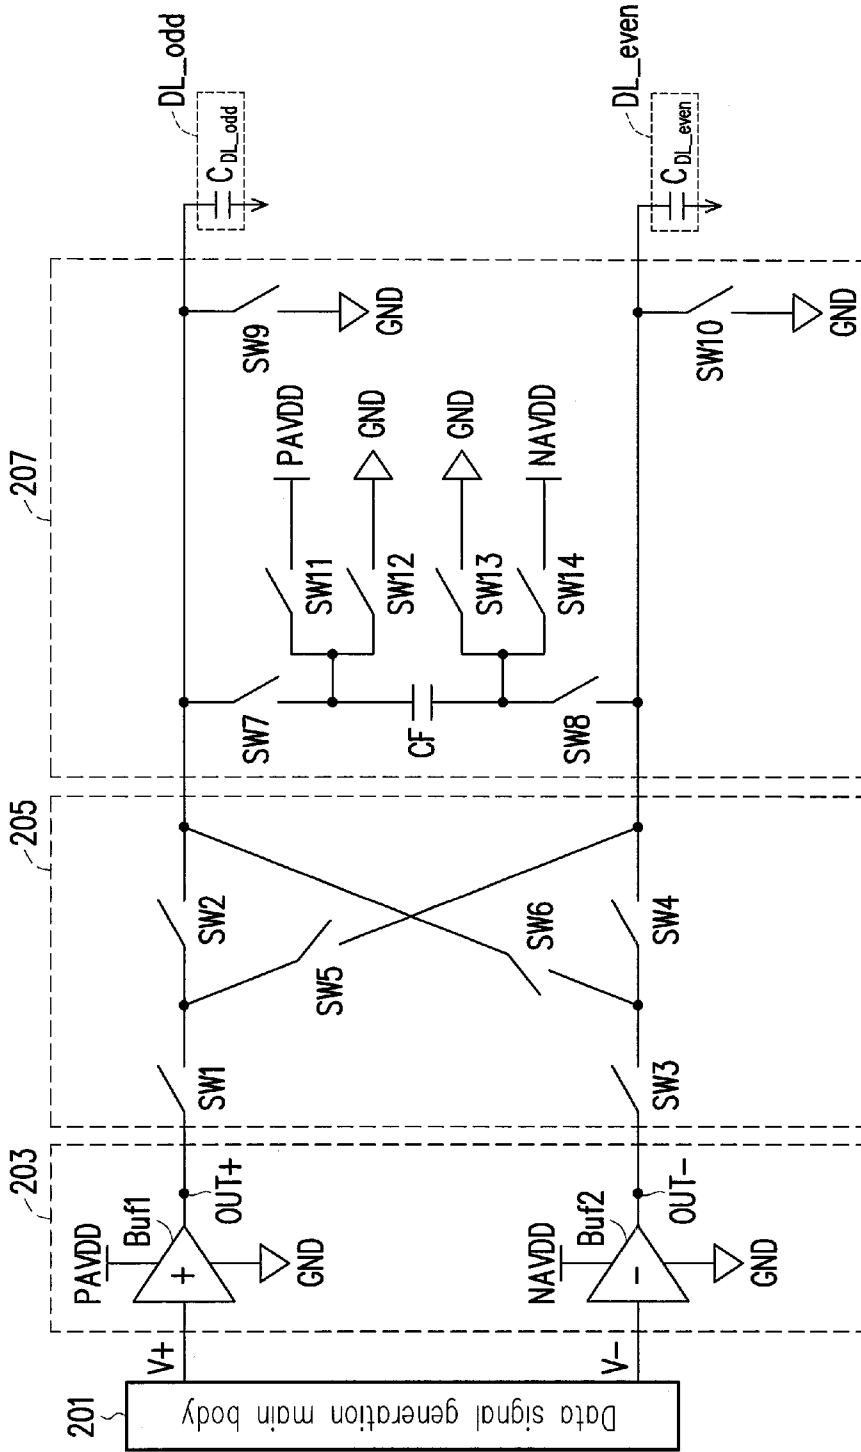 201
Data signal generation main body
V+
V-
203
PAVDD
Buf1
+
GND
OUT+
NAVDD
Buf2
-
GND
OUT-
205
SW1
SW2
SW5
SW6
SW3
SW4
207
SW7
CF
SW8
SW11
PAVDD
SW12
GND
SW13
GND
SW14
NAVDD
SW9
GND
SW10
GND
DL_odd
CDL_odd
DL_even
CDL_even